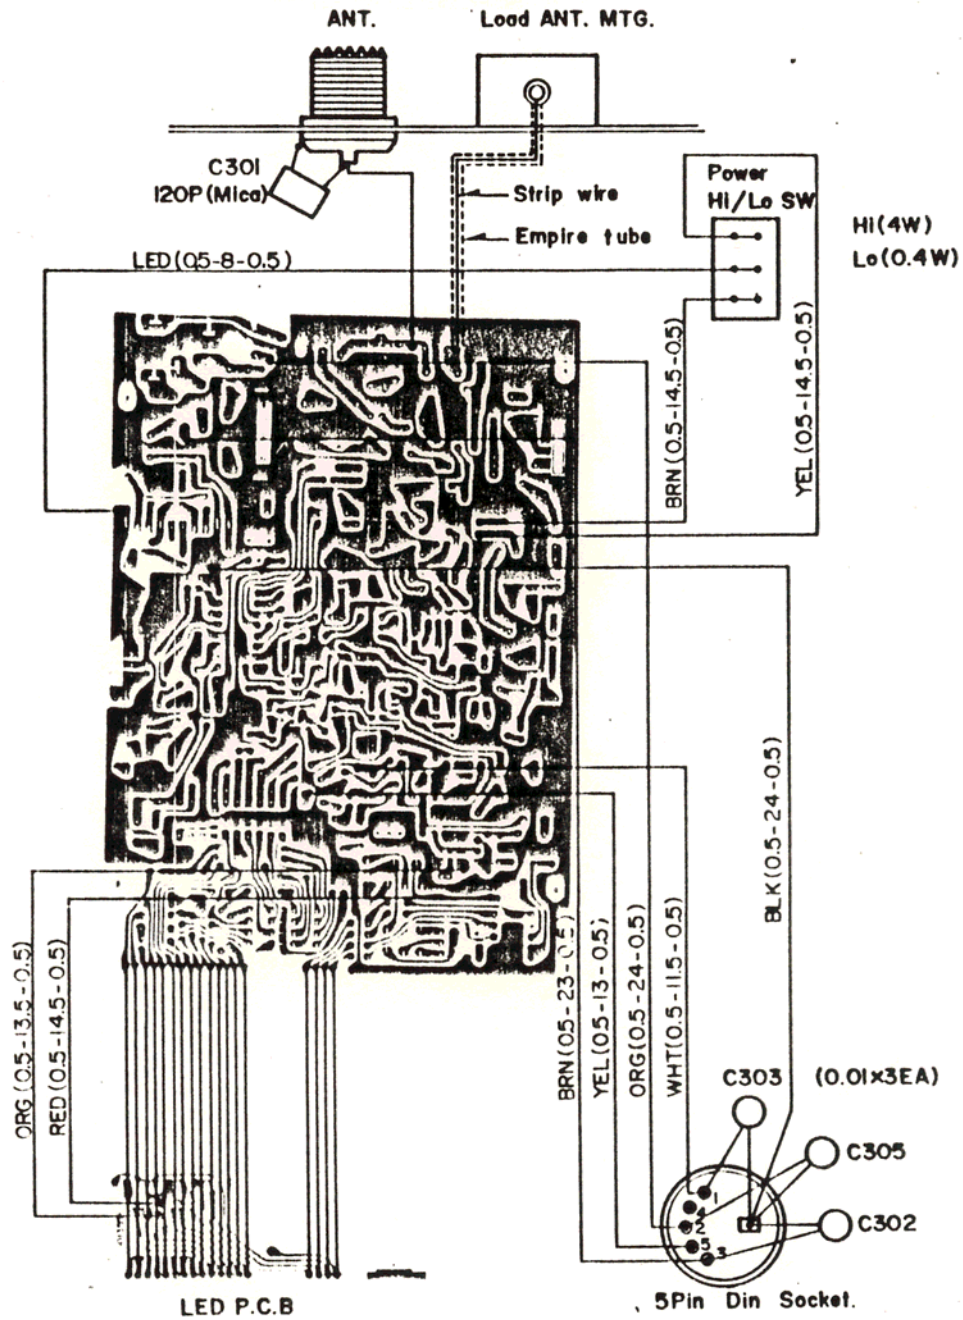 ANT.
Load ANT. MTG.
C301
120P(Mica)
Strip wire
Empire tube
Power
Hi/Lo SW
Hi(4W)
Lo(0.4W)
LED(0.5-8-0.5)
BRN(0.5-14.5-0.5)
YEL(0.5-14.5-0.5)
BLK(0.5-24-0.5)
ORG(0.5-13.5-0.5)
RED(0.5-14.5-0.5)
BRN(0.5-23-0.5)
YEL(0.5-13-0.5)
ORG(0.5-24-0.5)
WHT(0.5-11.5-0.5)
C303 (0.01x3EA)
C305
C302
1
4
2
5
3
LED P.C.B
5Pin Din Socket.